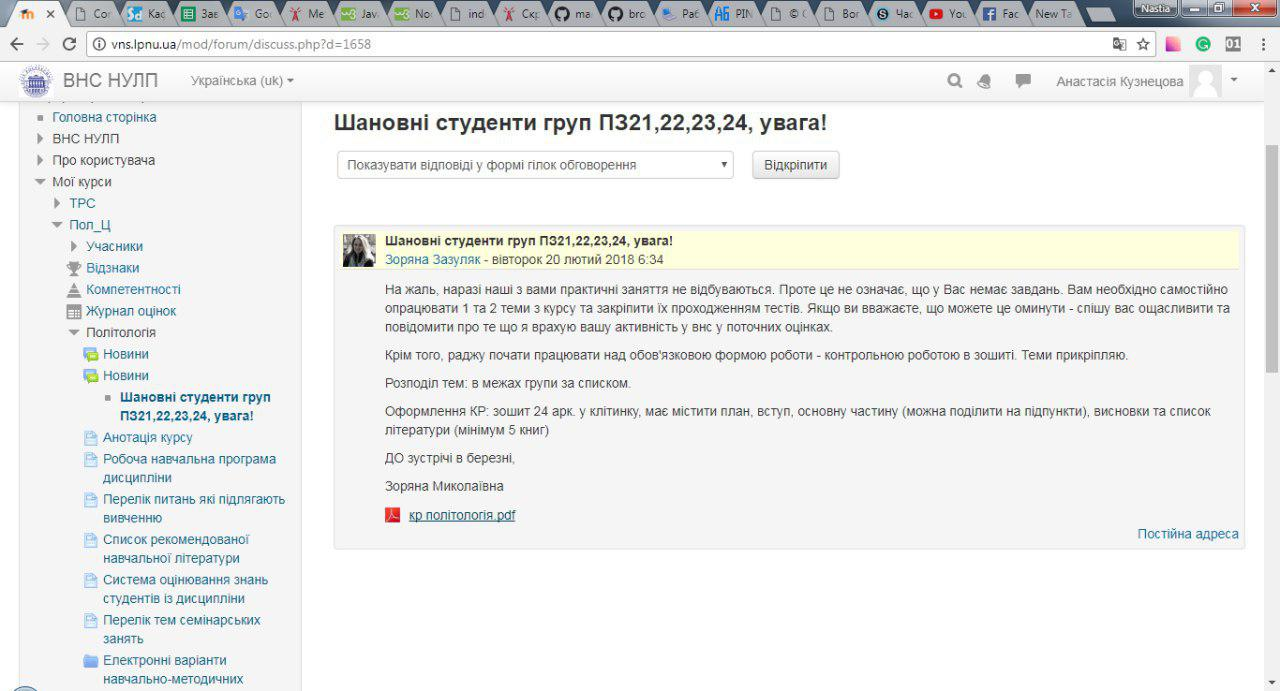 Cor
Kac
Зав
Go
Me
Jav
No
ind
Скр
ma
bro
Раб
PIN
© (
Bor
Час
You
Fac
New Ta
Nastia
vns.lpnu.ua/mod/forum/discuss.php?d=1658
01
ВНС НУЛП
Українська (uk)
Анастасія Кузнецова
Головна сторінка
ВНС НУЛП
Про користувача
Мої курси
ТРС
Пол_Ц
Учасники
Відзнаки
Компетентності
Журнал оцінок
Політологія
Новини
Новини
Шановні студенти груп
ПЗ21,22,23,24, увага!
Анотація курсу
Робоча навчальна програма
дисципліни
Перелік питань які підлягають
вивченню
Список рекомендованої
навчальної літератури
Система оцінювання знань
студентів із дисципліни
Перелік тем семінарських
занять
Електронні варіанти
навчально-методичних
Шановні студенти груп ПЗ21,22,23,24, увага!
Показувати відповіді у формі гілок обговорення
Відкріпити
Шановні студенти груп ПЗ21,22,23,24, увага!
Зоряна Зазуляк - вівторок 20 лютий 2018 6:34
На жаль, наразі наші з вами практичні заняття не відбуваються. Проте це не означає, що у Вас немає завдань. Вам необхідно самостійно
опрацювати 1 та 2 теми з курсу та закріпити їх проходженням тестів. Якщо ви вважаєте, що можете це оминути - спішу вас ощасливити та
повідомити про те що я врахую вашу активність у внс у поточних оцінках.
Крім того, раджу почати працювати над обов'язковою формою роботи - контрольною роботою в зошиті. Теми прикріпляю.
Розподіл тем: в межах групи за списком.
Оформлення КР: зошит 24 арк. у клітинку, має містити план, вступ, основну частину (можна поділити на підпункти), висновки та список
літератури (мінімум 5 книг)
ДО зустрічі в березні,
Зоряна Миколаївна
кр політологія.pdf
Постійна адреса